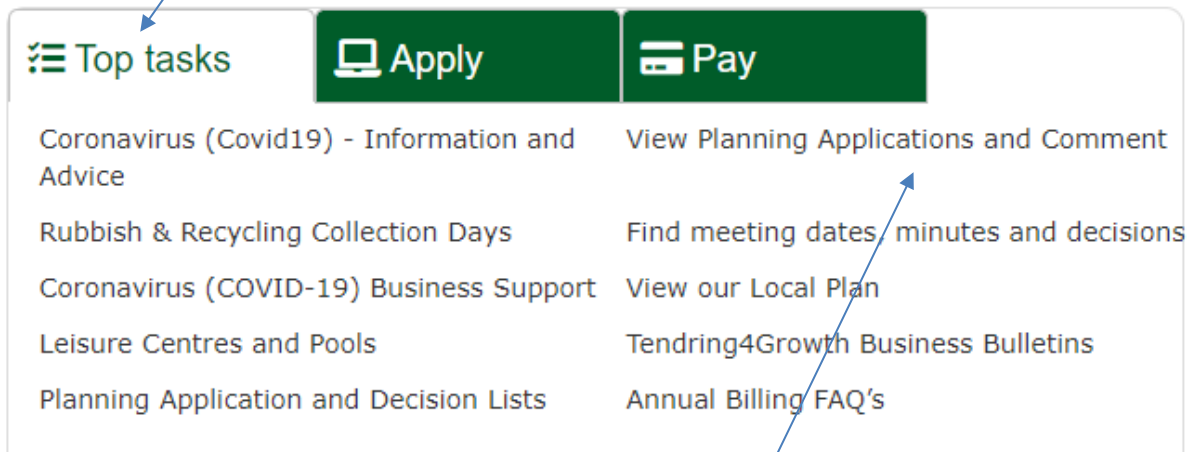 Top tasks
Apply
Pay
Coronavirus (Covid19) - Information and
Advice
View Planning Applications and Comment
Rubbish & Recycling Collection Days
Find meeting dates, minutes and decisions
Coronavirus (COVID-19) Business Support
View our Local Plan
Leisure Centres and Pools
Tendring4Growth Business Bulletins
Planning Application and Decision Lists
Annual Billing FAQ’s